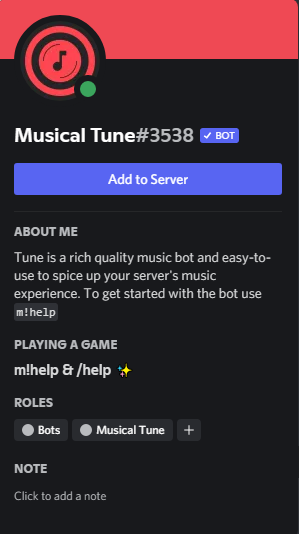 Musical Tune#3538 ✓ BOT
Add to Server
ABOUT ME
Tune is a rich quality music bot and easy-to-
use to spice up your server's music
experience. To get started with the bot use
m!help
PLAYING A GAME
m!help & /help ✨
ROLES
Bots Musical Tune +
NOTE
Click to add a note